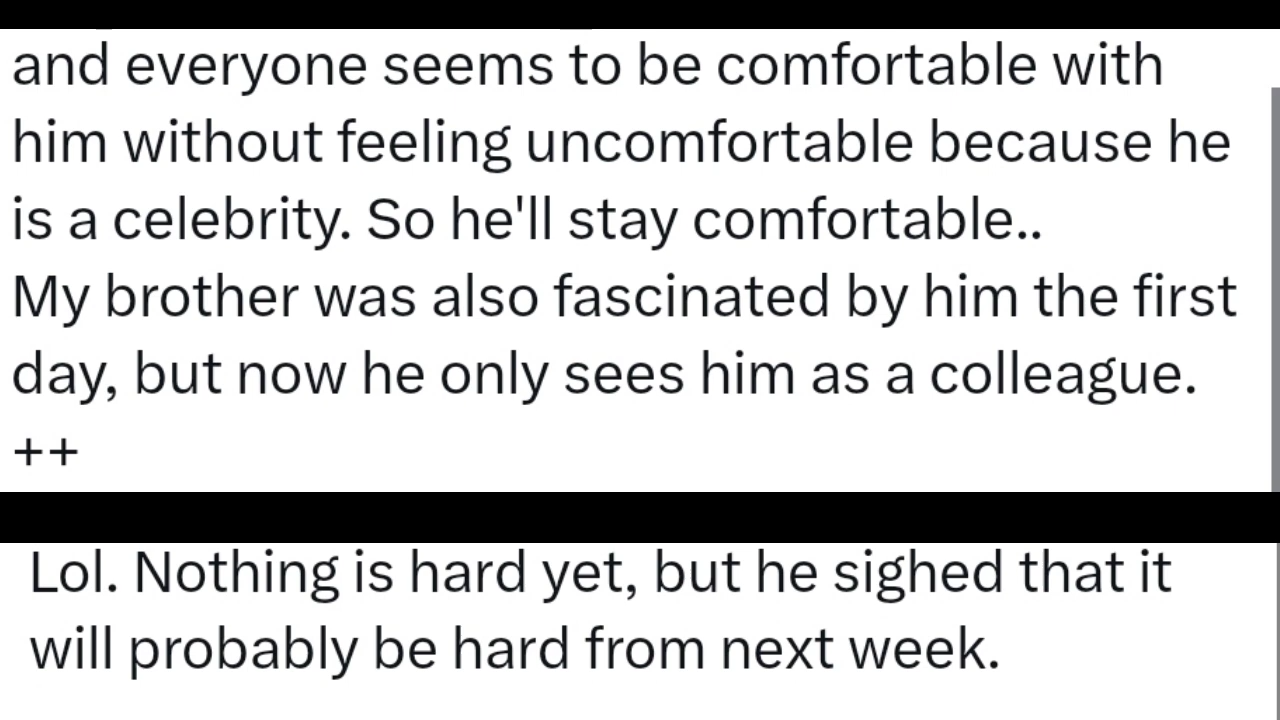 and everyone seems to be comfortable with
him without feeling uncomfortable because he
is a celebrity. So he'll stay comfortable..
My brother was also fascinated by him the first
day, but now he only sees him as a colleague.
++
Lol. Nothing is hard yet, but he sighed that it
will probably be hard from next week.